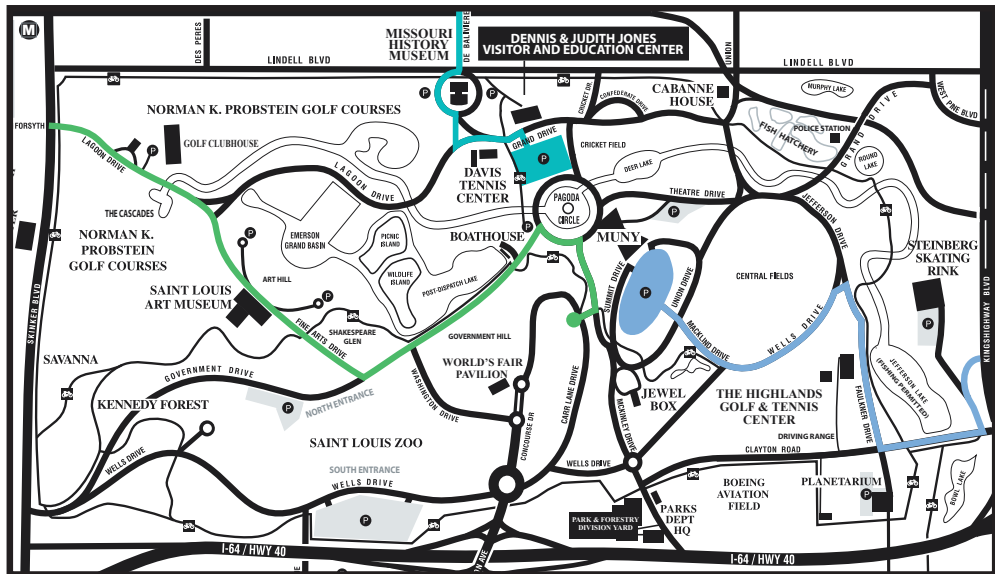 M
DES PERES
MISSOURI
HISTORY
MUSEUM
DE BALIVIERE
DENNIS & JUDITH JONES
VISITOR AND EDUCATION CENTER
UNION
LINDELL BLVD
LINDELL BLVD
CABANNE
HOUSE
MURPHY LAKE
WEST PINE BLVD
NORMAN K. PROBSTEIN GOLF COURSES
P
P
CRICKET DR.
CONFEDERATE DRIVE
FORSYTH
LAGOON DRIVE
P
GOLF CLUBHOUSE
GRAND DRIVE
P
CRICKET FIELD
FISH HATCHERY
POLICE STATION
GRAND DRIVE
ROUND
LAKE
DAVIS
TENNIS
CENTER
LAGOON DRIVE
DEER LAKE
THEATRE DRIVE
P
JEFFERSON DRIVE
THE CASCADES
NORMAN K.
PROBSTEIN
GOLF COURSES
PAGODA
CIRCLE
P
EMERSON
GRAND BASIN
PICNIC
ISLAND
WILDLIFE
ISLAND
BOATHOUSE
MUNY
STEINBERG
SKATING
RINK
P
P
ART HILL
SAINT LOUIS
ART MUSEUM
P
POST-DISPATCH LAKE
SUMMIT DRIVE
P
UNION DRIVE
CENTRAL FIELDS
SKINKER BLVD
KINGSHIGHWAY BLVD
FINE ARTS DRIVE
SHAKESPEARE
GLEN
GOVERNMENT HILL
MACKLIND DRIVE
WELLS DRIVE
SAVANNA
GOVERNMENT DRIVE
WORLD'S FAIR
PAVILION
WASHINGTON DRIVE
CARR LANE DRIVE
CONCOURSE DR
JEWEL
BOX
MCKINLEY DRIVE
THE HIGHLANDS
GOLF & TENNIS
CENTER
FAULKNER DRIVE
JEFFERSON LAKE
(FISHING PERMITTED)
KENNEDY FOREST
P
NORTH ENTRANCE
SAINT LOUIS ZOO
DRIVING RANGE
CLAYTON ROAD
WELLS DRIVE
SOUTH ENTRANCE
WELLS DRIVE
WELLS DRIVE
P
BOEING
AVIATION
FIELD
PLANETARIUM
P
BOWL LAKE
PARK & FORESTRY
DIVISION YARD
PARKS
DEPT
HQ
I-64 / HWY 40
I-64 / HWY 40